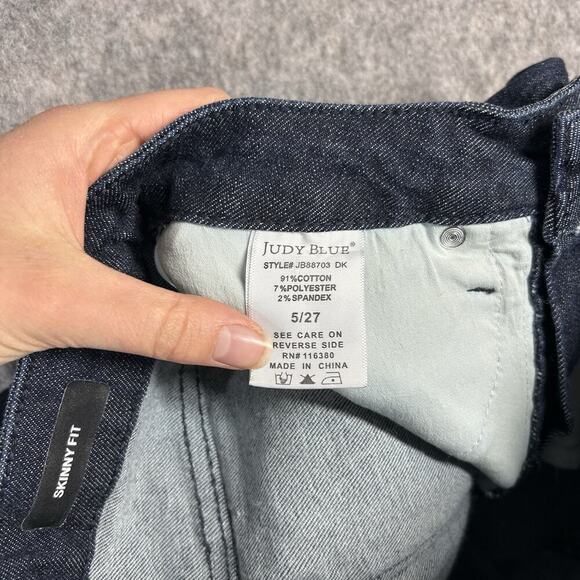 JUDY BLUE®
STYLE# JB88703 DK
91%COTTON
7%POLYESTER
2%SPANDEX
5/27
SEE CARE ON
REVERSE SIDE
RN#116380
MADE IN CHINA
SKINNY FIT